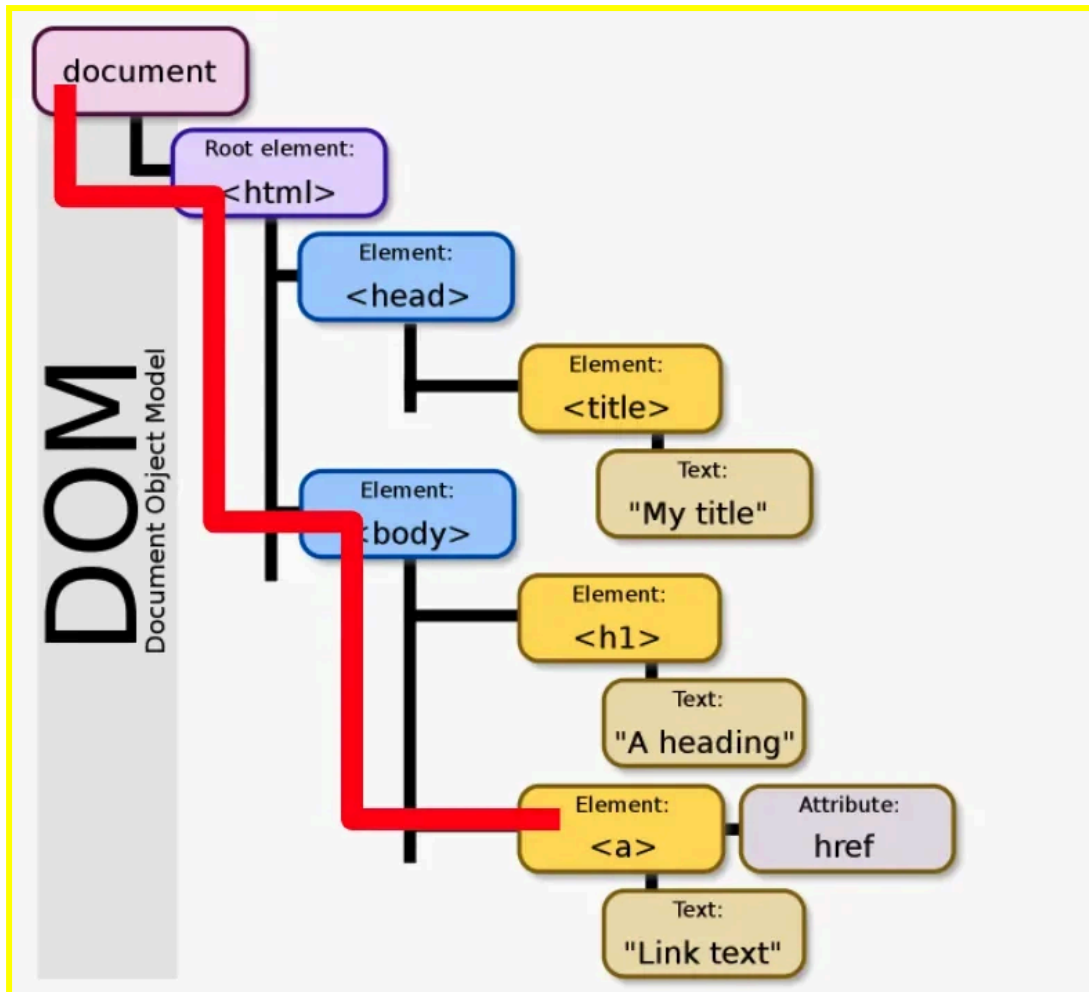 document
Root element:
<html>
Element:
<head>
Element:
<title>
Text:
"My title"
Element:
<body>
Element:
<h1>
Text:
"A heading"
Element:
<a>
Attribute:
href
Text:
"Link text"
DOM
Document Object Model